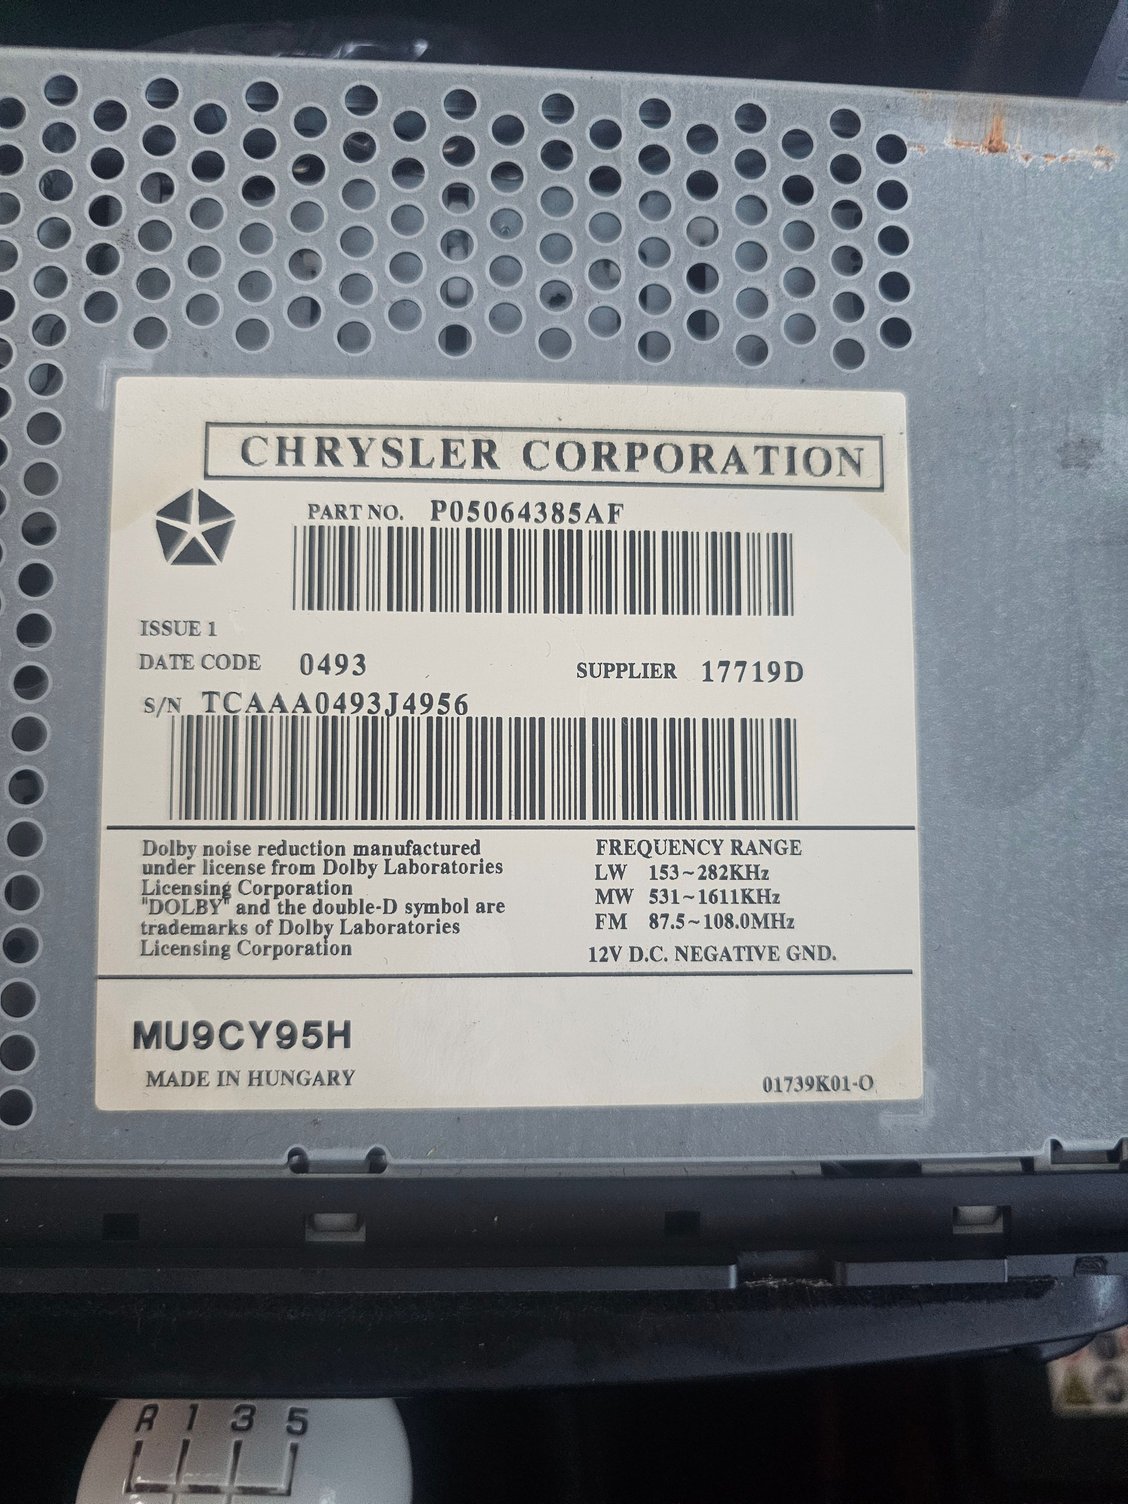 CHRYSLER CORPORATION
PART NO. P05064385AF
ISSUE 1
DATE CODE 0493
SUPPLIER 17719D
S/N TCAAA0493J4956
Dolby noise reduction manufactured
under license from Dolby Laboratories
Licensing Corporation
"DOLBY" and the double-D symbol are
trademarks of Dolby Laboratories
Licensing Corporation
FREQUENCY RANGE
LW 153~282KHz
MW 531~1611KHz
FM 87.5~108.0MHz
12V D.C. NEGATIVE GND.
MU9CY95H
MADE IN HUNGARY
01739K01-O
R 1 3 5